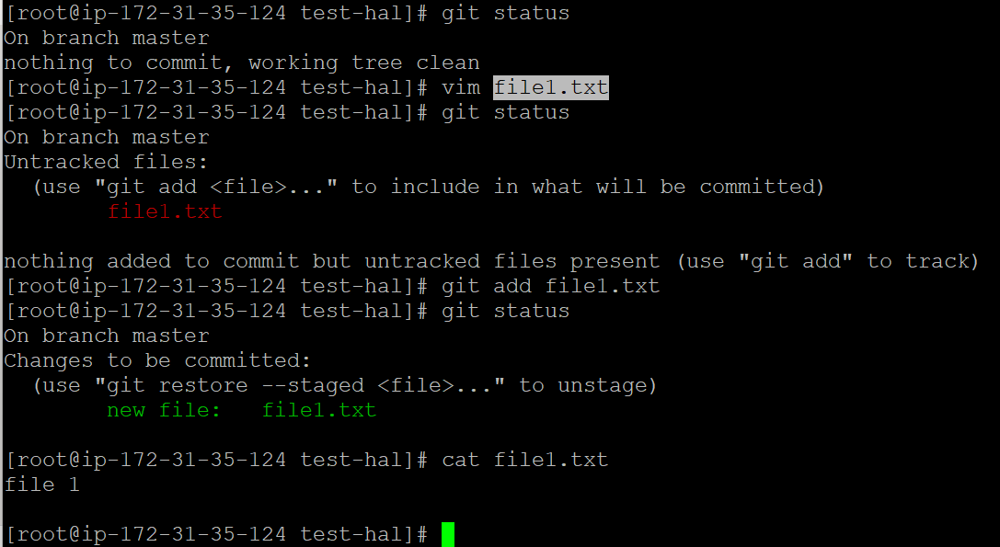 [root@ip-172-31-35-124 test-hal]# git status
On branch master
nothing to commit, working tree clean
[root@ip-172-31-35-124 test-hal]# vim file1.txt
[root@ip-172-31-35-124 test-hal]# git status
On branch master
Untracked files:
  (use "git add <file>..." to include in what will be committed)
        file1.txt

nothing added to commit but untracked files present (use "git add" to track)
[root@ip-172-31-35-124 test-hal]# git add file1.txt
[root@ip-172-31-35-124 test-hal]# git status
On branch master
Changes to be committed:
  (use "git restore --staged <file>..." to unstage)
        new file:   file1.txt

[root@ip-172-31-35-124 test-hal]# cat file1.txt
file 1

[root@ip-172-31-35-124 test-hal]#